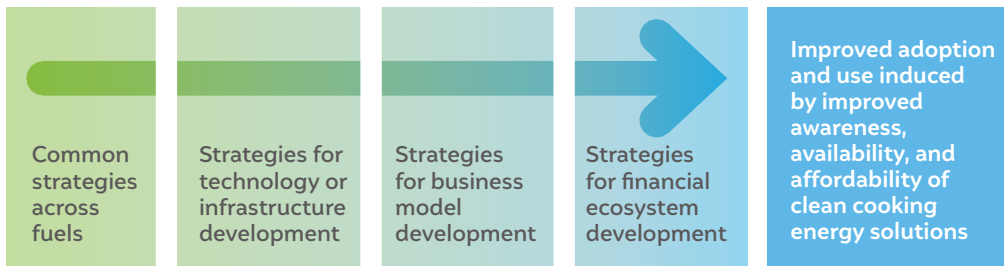 Common
strategies
across
fuels
Strategies for
technology or
infrastructure
development
Strategies
for business
model
development
Strategies
for financial
ecosystem
development
Improved adoption
and use induced
by improved
awareness,
availability, and
affordability of
clean cooking
energy solutions